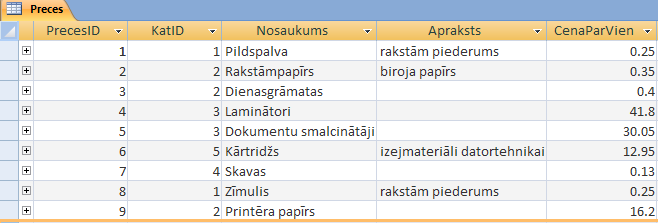 Preces
PrecesID KatID Nosaukums Apraksts CenaParVien
1 1 Pildspalva rakstām piederums 0.25
2 2 Rakstāmpapīrs biroja papīrs 0.35
3 2 Dienasgrāmatas 0.4
4 3 Laminātori 41.8
5 3 Dokumentu smalcinātāji 30.05
6 5 Kārtridžs izejmateriāli datortehnikai 12.95
7 4 Skavas 0.13
8 1 Zīmulis rakstām piederums 0.25
9 2 Printēra papīrs 16.2